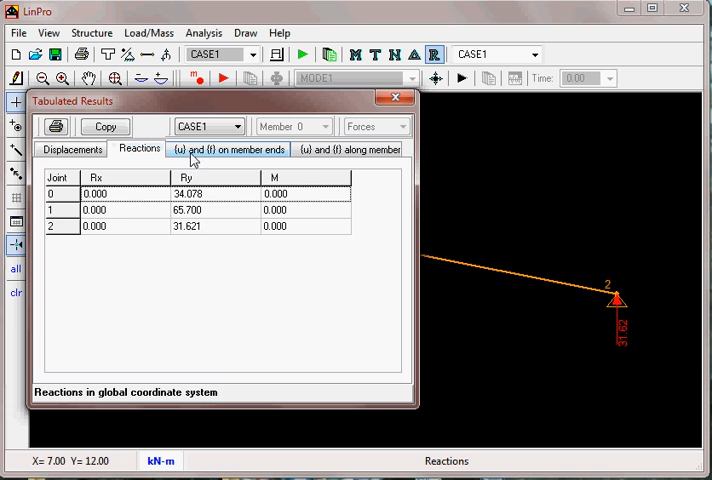 LinPro
File View Structure Load/Mass Analysis Draw Help
CASE1 M T N R CASE1
m MODE1 Time: 0.00
Tabulated Results
Copy CASE1 Member 0 Forces
Displacements Reactions {u} and {f} on member ends {u} and {f} along member
Joint Rx Ry M
0 0.000 34.078 0.000
1 0.000 65.700 0.000
2 0.000 31.621 0.000
all
clr
2
31.62
Reactions in global coordinate system
X= 7.00 Y= 12.00 kN-m Reactions